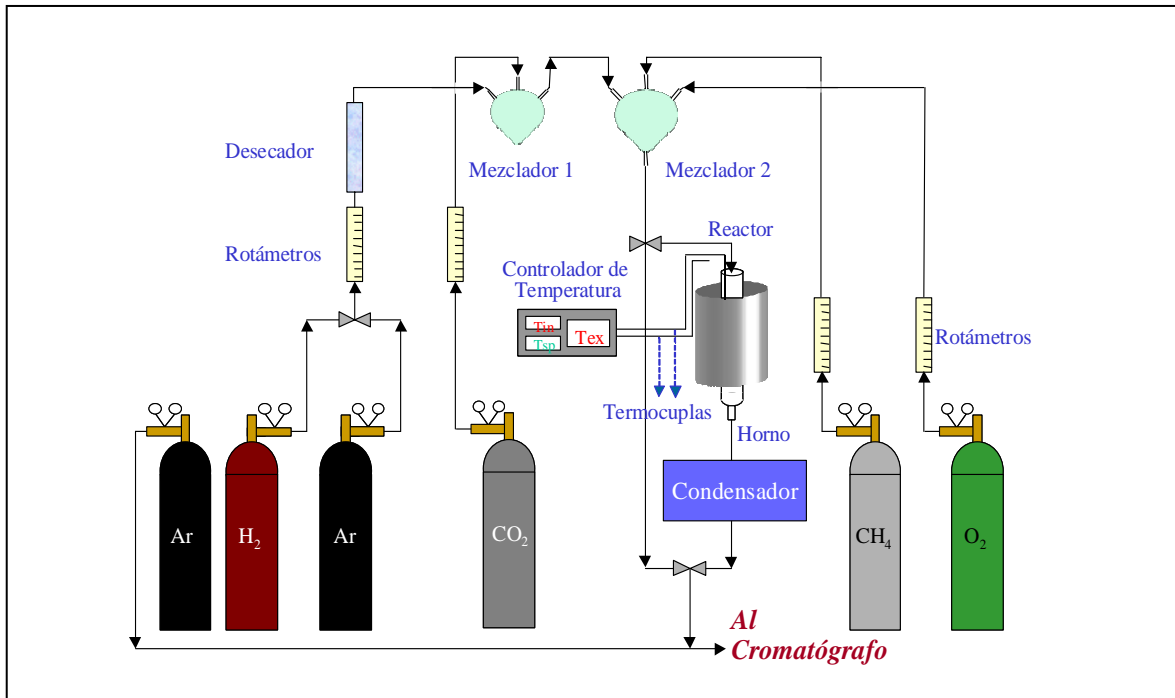 Desecador
Mezclador 1
Mezclador 2
Rotámetros
Reactor
Controlador de
Temperatura
Tin
Tsp
Tex
Rotámetros
Termocuplas
Horno
Condensador
Ar
H2
Ar
CO2
CH4
O2
Al
Cromatógrafo